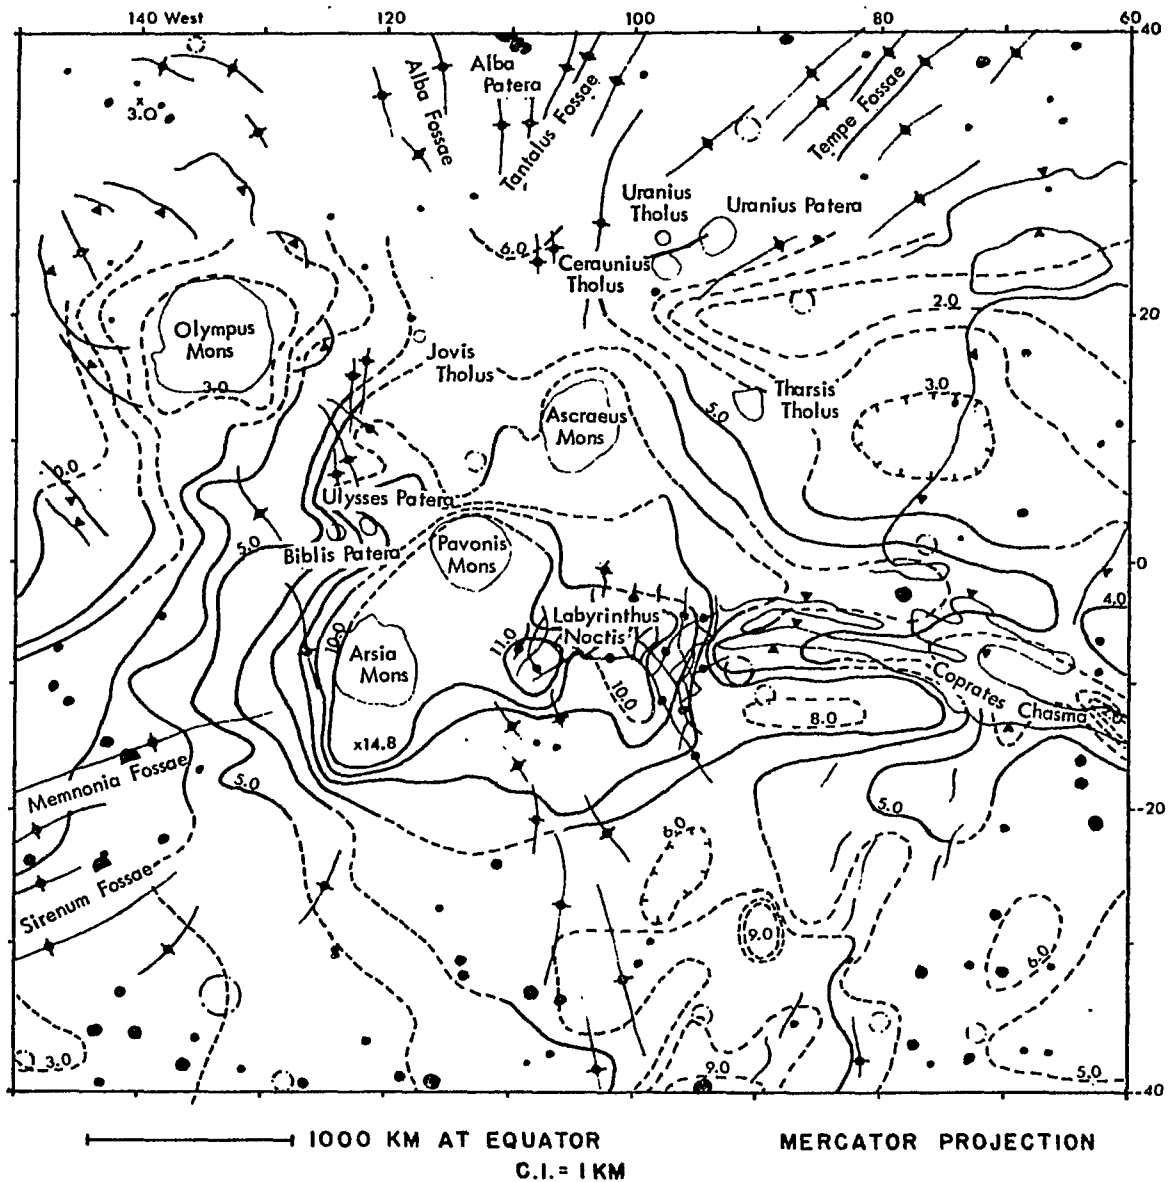 140 West
120
100
80
60
40
Alba Fossae
Alba
Patera
Tantalus Fossae
Tempe Fossae
x
3.0
Uranius
Tholus
Uranius Patera
6.0
Ceraunius
Tholus
2.0
20
Olympus
Mons
3.0
Jovis
Tholus
Tharsis
Tholus
3.0
5.0
Ascraeus
Mons
0.0
Ulysses Patera
5.0
Biblis Patera
Pavonis
Mons
0
4.0
Labyrinthus
Noctis
11.0
10.0
Arsia
Mons
10.0
Coprates Chasma
8.0
x14.8
Memnonia Fossae
5.0
5.0
-20
6.0
Sirenum Fossae
9.0
6.0
3.0
9.0
5.0
-40
1000 KM AT EQUATOR
MERCATOR PROJECTION
C.I. = 1 KM